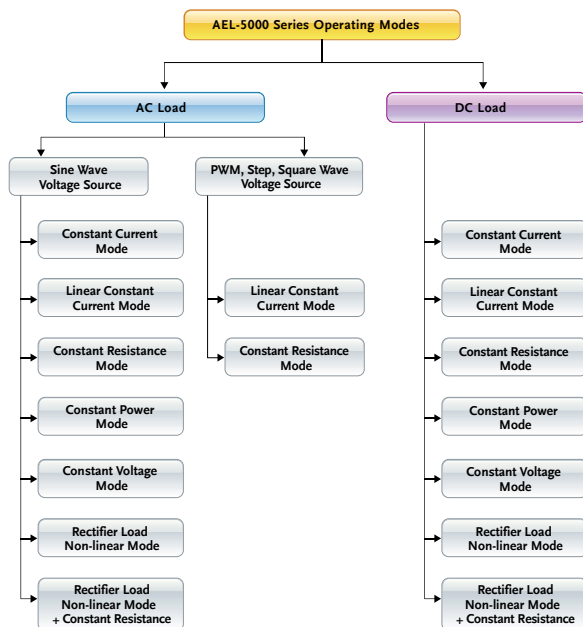 AEL-5000 Series Operating Modes
AC Load
DC Load
Sine Wave
Voltage Source
PWM, Step, Square Wave
Voltage Source
Constant Current
Mode
Linear Constant
Current Mode
Constant Resistance
Mode
Constant Power
Mode
Constant Voltage
Mode
Rectifier Load
Non-linear Mode
Rectifier Load
Non-linear Mode
+ Constant Resistance
Linear Constant
Current Mode
Constant Resistance
Mode
Constant Current
Mode
Linear Constant
Current Mode
Constant Resistance
Mode
Constant Power
Mode
Constant Voltage
Mode
Rectifier Load
Non-linear Mode
Rectifier Load
Non-linear Mode
+ Constant Resistance